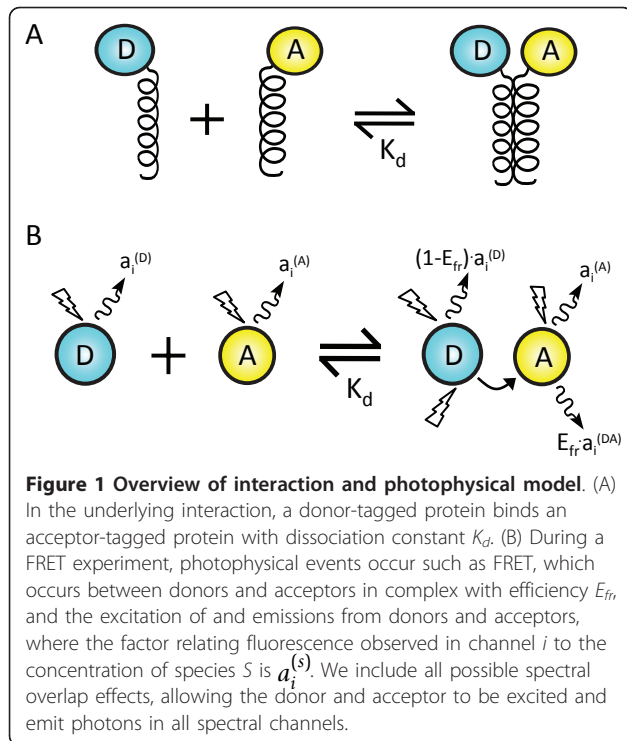 A
D
A
D
A
+
K_d
B
(1-E_fr)·a_i^(D)
a_i^(D)
a_i^(A)
a_i^(A)
D
A
D
A
+
K_d
E_fr·a_i^(DA)
Figure 1 Overview of interaction and photophysical model. (A)
In the underlying interaction, a donor-tagged protein binds an
acceptor-tagged protein with dissociation constant K_d. (B) During a
FRET experiment, photophysical events occur such as FRET, which
occurs between donors and acceptors in complex with efficiency E_fr,
and the excitation of and emissions from donors and acceptors,
where the factor relating fluorescence observed in channel i to the
concentration of species S is a_i^(s). We include all possible spectral
overlap effects, allowing the donor and acceptor to be excited and
emit photons in all spectral channels.